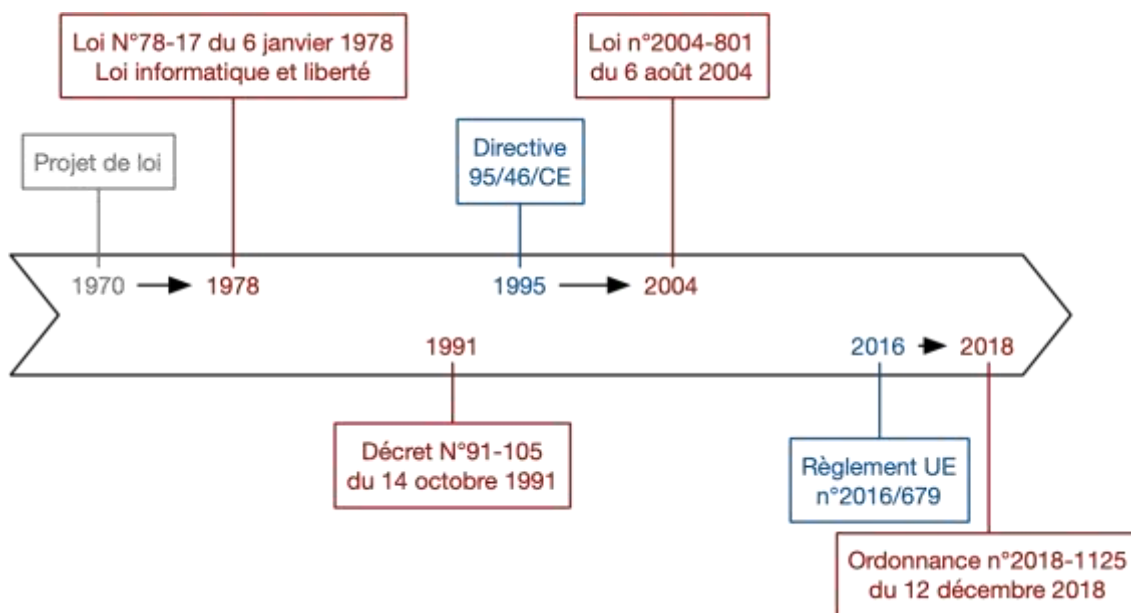 Loi N°78-17 du 6 janvier 1978
Loi informatique et liberté
Loi n°2004-801
du 6 août 2004
Projet de loi
Directive
95/46/CE
1970
1978
1995
2004
1991
2016
2018
Décret N°91-105
du 14 octobre 1991
Règlement UE
n°2016/679
Ordonnance n°2018-1125
du 12 décembre 2018